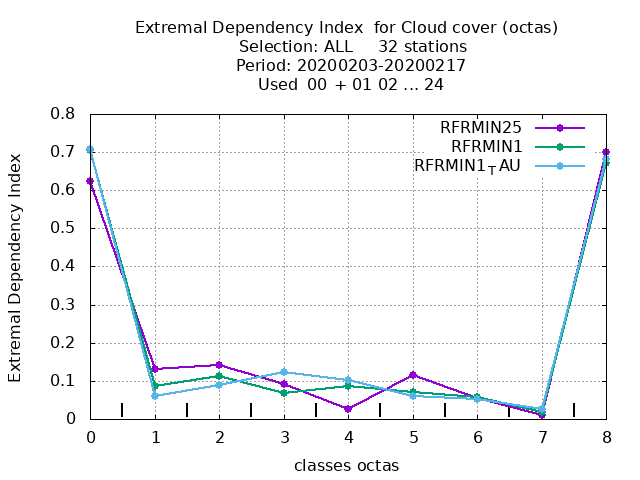 Extremal Dependency Index  for Cloud cover (octas)
Selection: ALL     32 stations
Period: 20200203-20200217
Used  00  + 01 02 ... 24
0.8
0.7
0.6
0.5
0.4
0.3
0.2
0.1
0
Extremal Dependency Index
RFRMIN25
RFRMIN1
RFRMIN1TAU
0 1 2 3 4 5 6 7 8
classes octas